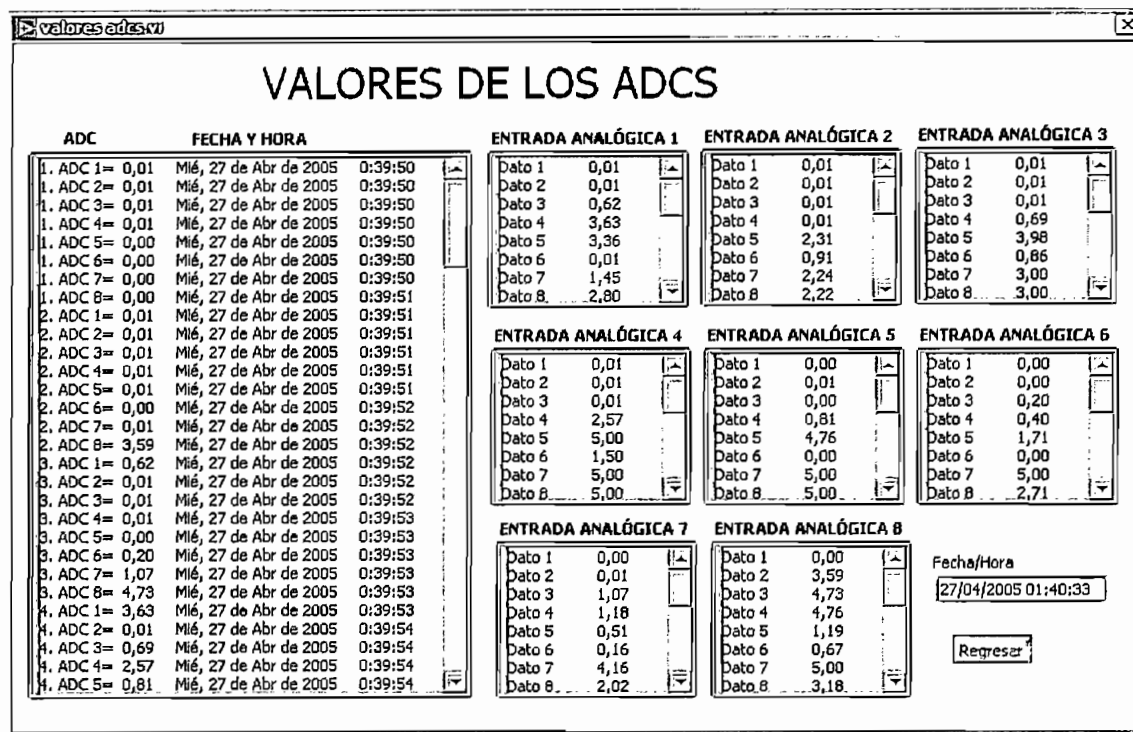 valores adcs.vi
VALORES DE LOS ADCS
ADC FECHA Y HORA
1. ADC 1= 0,01 Mié, 27 de Abr de 2005 0:39:50
1. ADC 2= 0,01 Mié, 27 de Abr de 2005 0:39:50
1. ADC 3= 0,01 Mié, 27 de Abr de 2005 0:39:50
1. ADC 4= 0,01 Mié, 27 de Abr de 2005 0:39:50
1. ADC 5= 0,00 Mié, 27 de Abr de 2005 0:39:50
1. ADC 6= 0,00 Mié, 27 de Abr de 2005 0:39:50
1. ADC 7= 0,00 Mié, 27 de Abr de 2005 0:39:50
1. ADC 8= 0,00 Mié, 27 de Abr de 2005 0:39:51
2. ADC 1= 0,01 Mié, 27 de Abr de 2005 0:39:51
2. ADC 2= 0,01 Mié, 27 de Abr de 2005 0:39:51
2. ADC 3= 0,01 Mié, 27 de Abr de 2005 0:39:51
2. ADC 4= 0,01 Mié, 27 de Abr de 2005 0:39:51
2. ADC 5= 0,01 Mié, 27 de Abr de 2005 0:39:51
2. ADC 6= 0,00 Mié, 27 de Abr de 2005 0:39:52
2. ADC 7= 0,01 Mié, 27 de Abr de 2005 0:39:52
2. ADC 8= 3,59 Mié, 27 de Abr de 2005 0:39:52
3. ADC 1= 0,62 Mié, 27 de Abr de 2005 0:39:52
3. ADC 2= 0,01 Mié, 27 de Abr de 2005 0:39:52
3. ADC 3= 0,01 Mié, 27 de Abr de 2005 0:39:52
3. ADC 4= 0,01 Mié, 27 de Abr de 2005 0:39:53
3. ADC 5= 0,00 Mié, 27 de Abr de 2005 0:39:53
3. ADC 6= 0,20 Mié, 27 de Abr de 2005 0:39:53
3. ADC 7= 1,07 Mié, 27 de Abr de 2005 0:39:53
3. ADC 8= 4,73 Mié, 27 de Abr de 2005 0:39:53
4. ADC 1= 3,63 Mié, 27 de Abr de 2005 0:39:53
4. ADC 2= 0,01 Mié, 27 de Abr de 2005 0:39:54
4. ADC 3= 0,69 Mié, 27 de Abr de 2005 0:39:54
4. ADC 4= 2,57 Mié, 27 de Abr de 2005 0:39:54
4. ADC 5= 0,81 Mié, 27 de Abr de 2005 0:39:54
ENTRADA ANALÓGICA 1
Dato 1 0,01
Dato 2 0,01
Dato 3 0,62
Dato 4 3,63
Dato 5 3,36
Dato 6 0,01
Dato 7 1,45
Dato 8 2,80
ENTRADA ANALÓGICA 2
Dato 1 0,01
Dato 2 0,01
Dato 3 0,01
Dato 4 0,01
Dato 5 2,31
Dato 6 0,91
Dato 7 2,24
Dato 8 2,22
ENTRADA ANALÓGICA 3
Dato 1 0,01
Dato 2 0,01
Dato 3 0,01
Dato 4 0,69
Dato 5 3,98
Dato 6 0,86
Dato 7 3,00
Dato 8 3,00
ENTRADA ANALÓGICA 4
Dato 1 0,01
Dato 2 0,01
Dato 3 0,01
Dato 4 2,57
Dato 5 5,00
Dato 6 1,50
Dato 7 5,00
Dato 8 5,00
ENTRADA ANALÓGICA 5
Dato 1 0,00
Dato 2 0,01
Dato 3 0,00
Dato 4 0,81
Dato 5 4,76
Dato 6 0,00
Dato 7 5,00
Dato 8 5,00
ENTRADA ANALÓGICA 6
Dato 1 0,00
Dato 2 0,00
Dato 3 0,20
Dato 4 0,40
Dato 5 1,71
Dato 6 0,00
Dato 7 5,00
Dato 8 2,71
ENTRADA ANALÓGICA 7
Dato 1 0,00
Dato 2 0,01
Dato 3 1,07
Dato 4 1,18
Dato 5 0,51
Dato 6 0,16
Dato 7 4,16
Dato 8 2,02
ENTRADA ANALÓGICA 8
Dato 1 0,00
Dato 2 3,59
Dato 3 4,73
Dato 4 4,76
Dato 5 1,19
Dato 6 0,67
Dato 7 5,00
Dato 8 3,18
Fecha/Hora
27/04/2005 01:40:33
Regresar